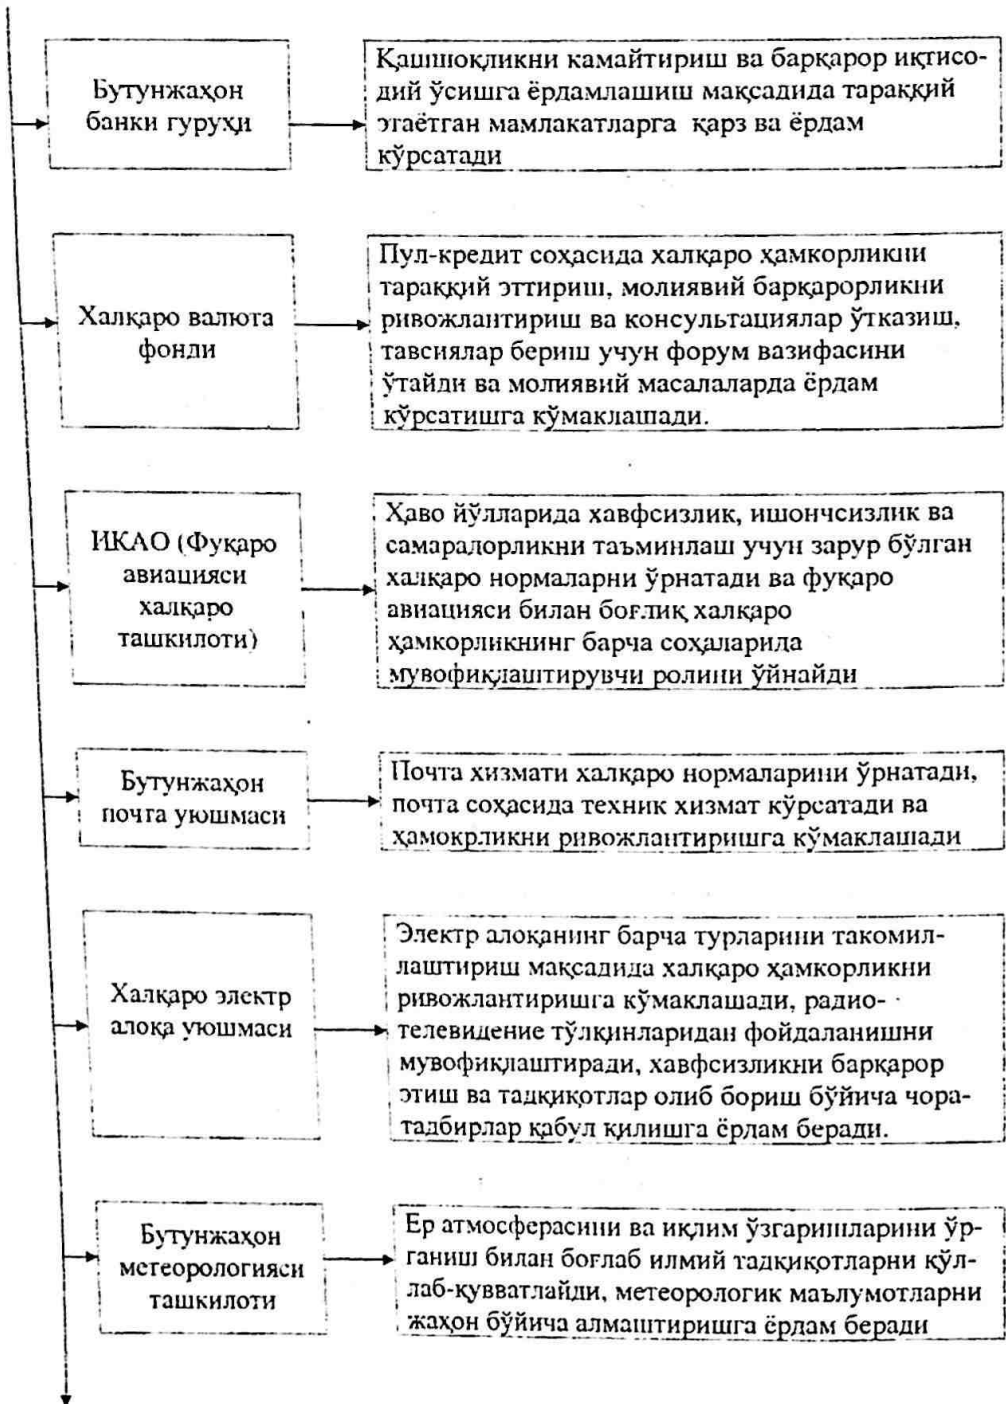 Бутунжаҳон
банки гуруҳи
Қашшоқликни камайтириш ва барқарор иқтисо-
дий ўсишга ёрдамлашиш мақсадида тараққий
этаётган мамлакатларга қарз ва ёрдам
кўрсатади
Халқаро валюта
фонди
Пул-кредит соҳасида халқаро ҳамкорликни
тараққий эттириш, молиявий барқарорликни
ривожлантириш ва консультациялар ўтказиш,
тавсиялар бериш учун форум вазифасини
ўтайди ва молиявий масалаларда ёрдам
кўрсатишга кўмаклашади.
ИКАО (Фуқаро
авиацияси
халқаро
ташкилоти)
Ҳаво йўлларида хавфсизлик, ишончсизлик ва
самарадорликни таъминлаш учун зарур бўлган
халқаро нормаларни ўрнатади ва фуқаро
авиацияси билан боғлиқ халқаро
ҳамкорликнинг барча соҳаларида
мувофиқлаштирувчи ролини ўйнайди
Бутунжаҳон
почта уюшмаси
Почта хизмати халқаро нормаларини ўрнатади,
почта соҳасида техник хизмат кўрсатади ва
ҳамокрликни ривожлантиришга кўмаклашади
Халқаро электр
алоқа уюшмаси
Электр алоқанинг барча турларини такомил-
лаштириш мақсадида халқаро ҳамкорликни
ривожлантиришга кўмаклашади, радио-
телевидение тўлқинларидан фойдаланишни
мувофиқлаштиради, хавфсизликни барқарор
этиш ва тадқиқотлар олиб бориш бўйича чора-
тадбирлар қабул қилишга ёрдам беради.
Бутунжаҳон
метеорологияси
ташкилоти
Ер атмосферасини ва иқлим ўзгаришларини ўр-
ганиш билан боғлаб илмий тадқиқотларни қўл-
лаб-қувватлайди, метеорологик маълумотларни
жаҳон бўйича алмаштиришга ёрдам беради